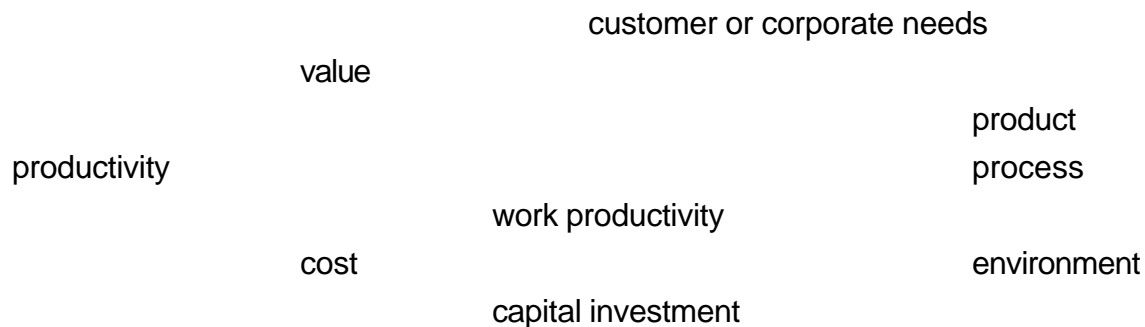 customer or corporate needs
value
product
productivity process
work productivity
cost environment
capital investment